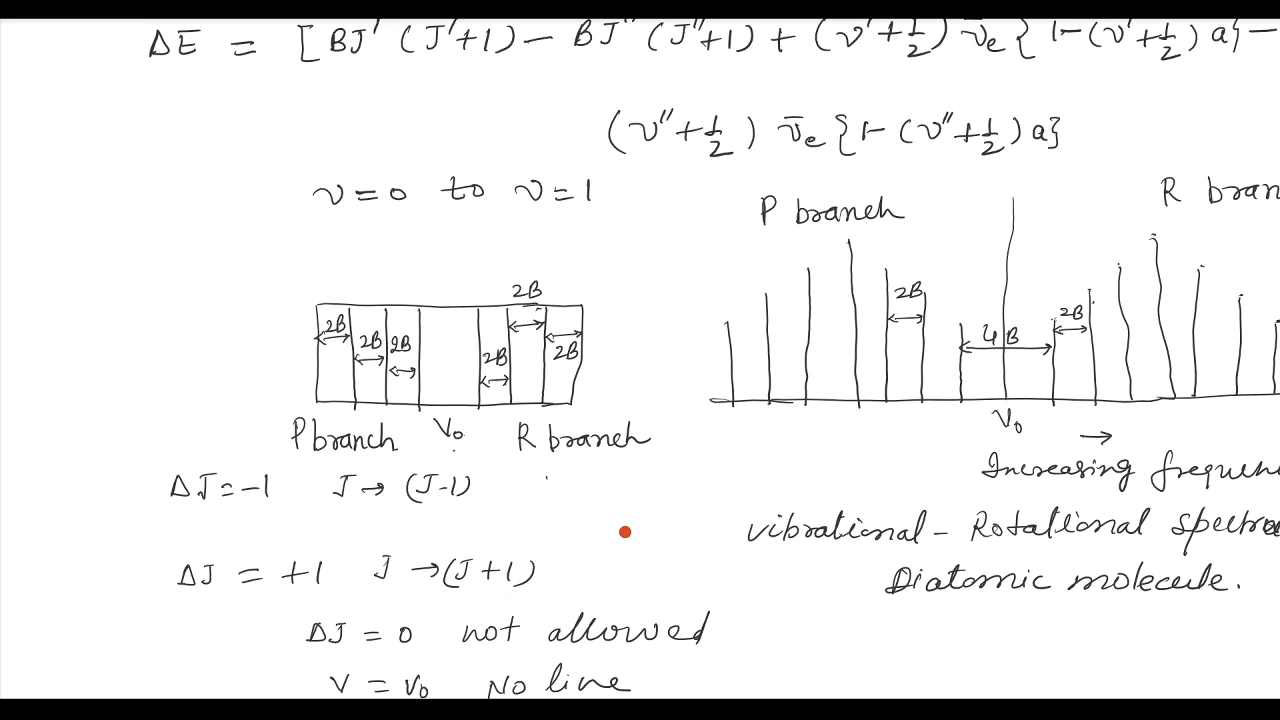 ΔE = [BJ′(J′+1) − BJ″(J″+1) + (v′+1/2) ν̄e{1−(v′+1/2)a} −
(v″+1/2) ν̄e{1−(v″+1/2)a}
v=0 to v=1
P branch
R bran
2B
2B
2B
2B
2B
2B
2B
2B
4B
P branch
V₀
R branch
V₀
→
Increasing frequen
ΔJ=−1 J→(J-1)
vibrational - Rotational spectra
Diatomic molecule.
ΔJ = +1 J→(J+1)
ΔJ = 0 not allowed
V = V₀ No line